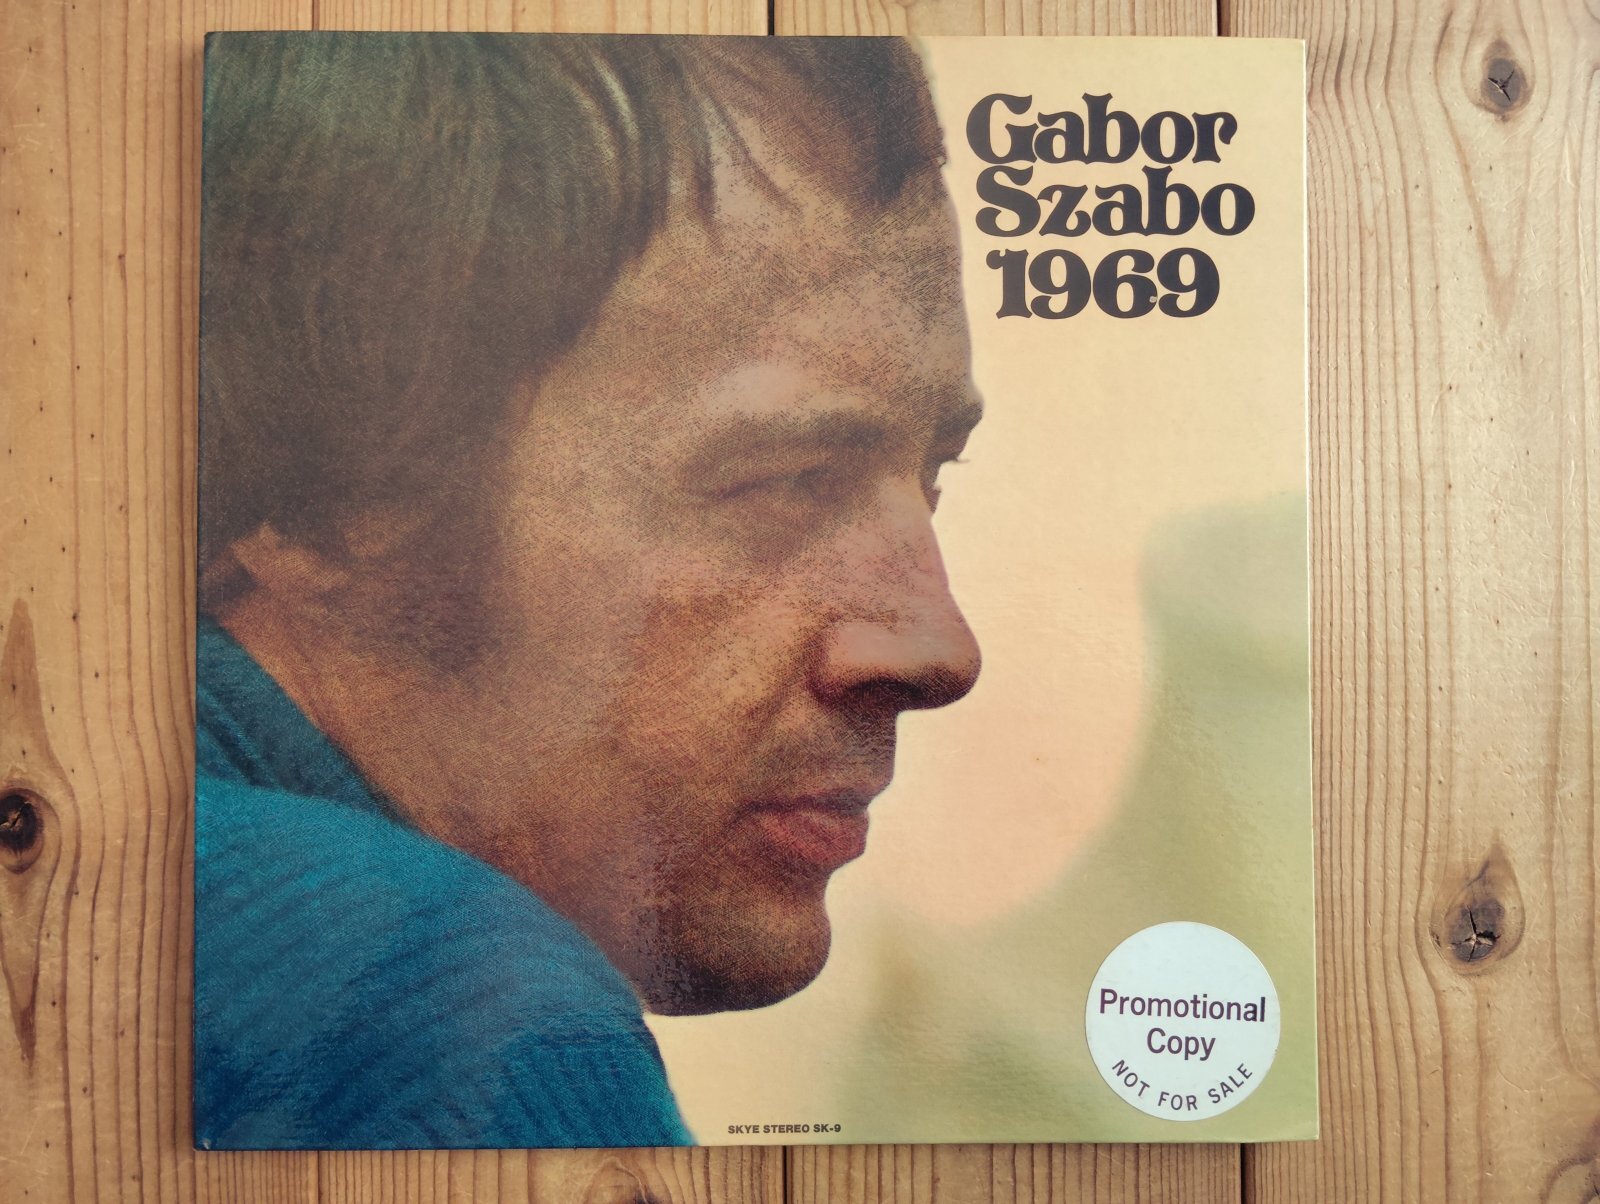 Gabor
Szabo
1969
Promotional
Copy
NOT FOR SALE
SKYE STEREO SK-9